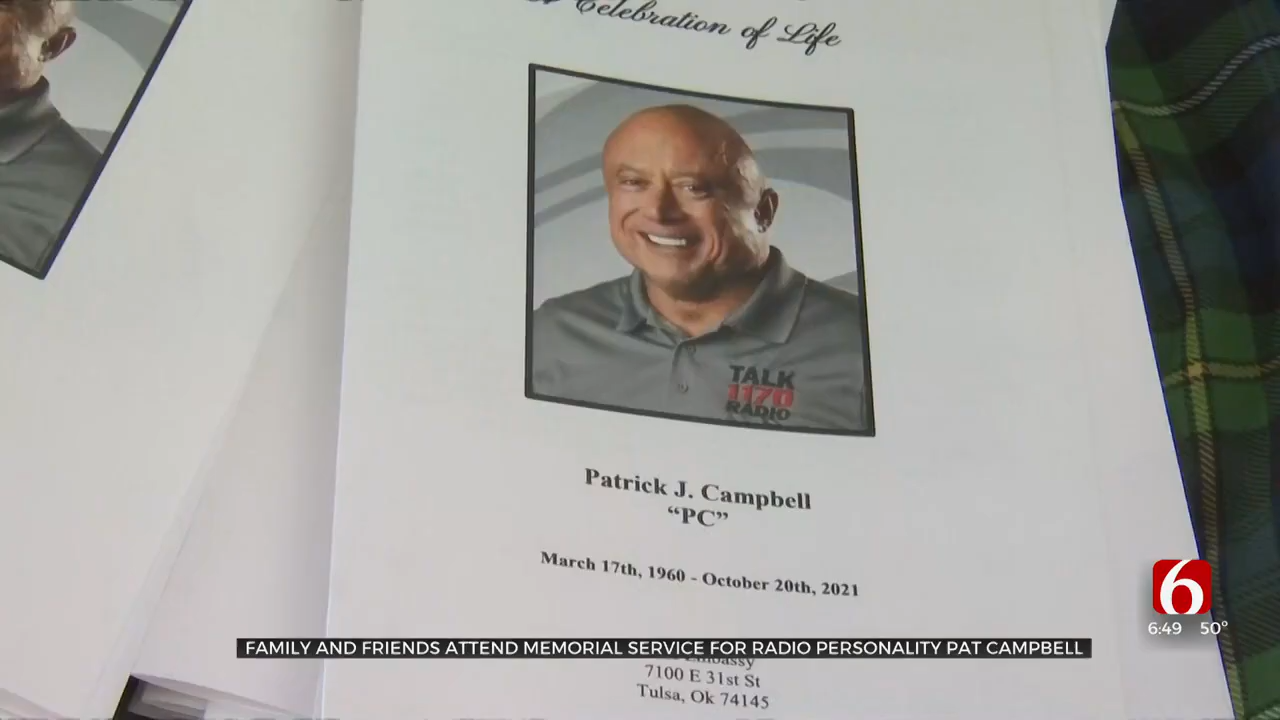 Celebration of Life
TALK
1170
RADIO
Patrick J. Campbell
“PC”
March 17th, 1960 - October 20th, 2021
Embassy
7100 E 31st St
Tulsa, Ok 74145
FAMILY AND FRIENDS ATTEND MEMORIAL SERVICE FOR RADIO PERSONALITY PAT CAMPBELL
6
6:49 50°